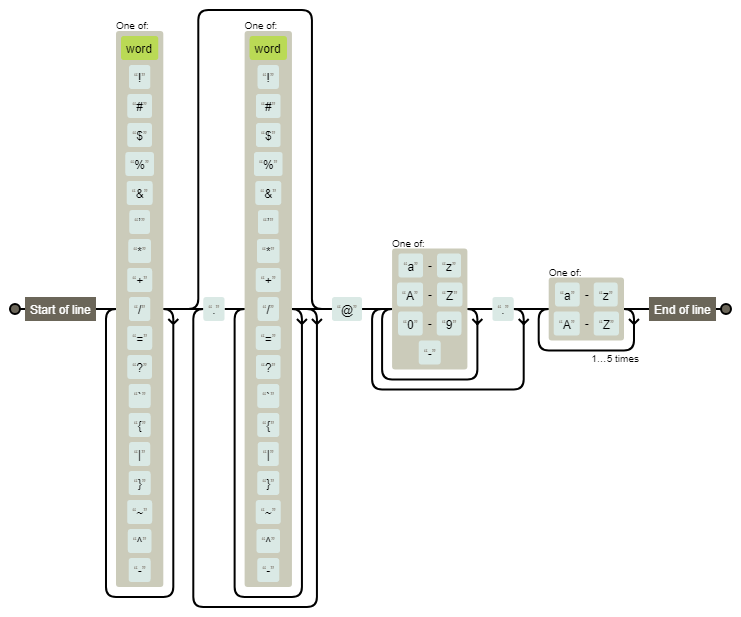 One of:
word
“!”
“#”
“$”
“%”
“&”
“'”
“*”
“+”
“/”
“=”
“?”
“`”
“{”
“|”
“}”
“~”
“^”
“-”
One of:
word
“!”
“#”
“$”
“%”
“&”
“'”
“*”
“+”
“/”
“=”
“?”
“`”
“{”
“|”
“}”
“~”
“^”
“-”
Start of line
“.”
“@”
One of:
“a” - “z”
“A” - “Z”
“0” - “9”
“-”
“.”
One of:
“a” - “z”
“A” - “Z”
1…5 times
End of line